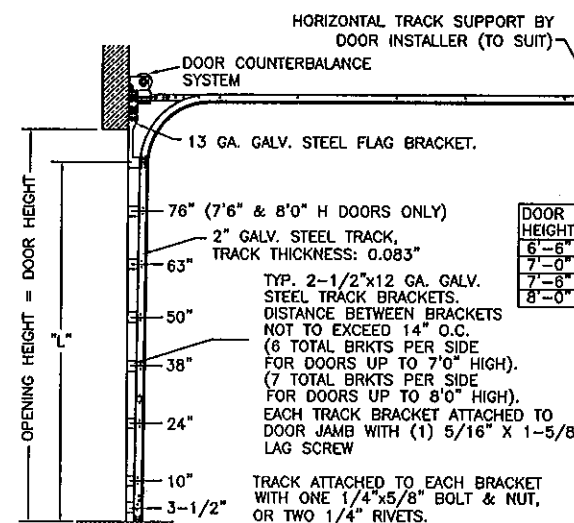 HORIZONTAL TRACK SUPPORT BY
DOOR INSTALLER (TO SUIT)
DOOR COUNTERBALANCE
SYSTEM
13 GA. GALV. STEEL FLAG BRACKET.
OPENING HEIGHT = DOOR HEIGHT
"L"
76" (7'6" & 8'0" H DOORS ONLY)
2" GALV. STEEL TRACK,
TRACK THICKNESS: 0.083"
63"
DOOR
HEIGHT
6'-6"
7'-0"
7'-6"
8'-0"
TYP. 2-1/2"x12 GA. GALV.
STEEL TRACK BRACKETS.
DISTANCE BETWEEN BRACKETS
NOT TO EXCEED 14" O.C.
(6 TOTAL BRKTS PER SIDE
FOR DOORS UP TO 7'0" HIGH).
(7 TOTAL BRKTS PER SIDE
FOR DOORS UP TO 8'0" HIGH).
EACH TRACK BRACKET ATTACHED TO
DOOR JAMB WITH (1) 5/16" X 1-5/8
LAG SCREW
50"
38"
24"
10"
3-1/2"
TRACK ATTACHED TO EACH BRACKET
WITH ONE 1/4"x5/8" BOLT & NUT,
OR TWO 1/4" RIVETS.